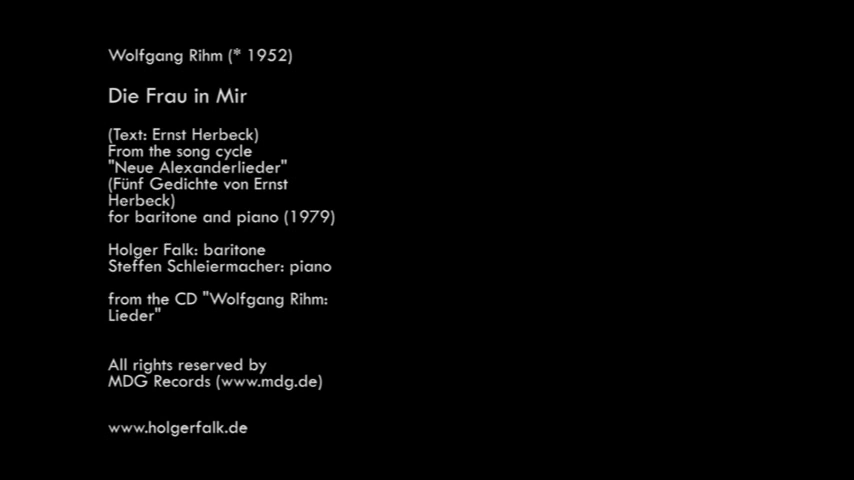 Wolfgang Rihm (* 1952)
Die Frau in Mir
(Text: Ernst Herbeck)
From the song cycle
"Neue Alexanderlieder"
(Fünf Gedichte von Ernst
Herbeck)
for baritone and piano (1979)
Holger Falk: baritone
Steffen Schleiermacher: piano
from the CD "Wolfgang Rihm:
Lieder"
All rights reserved by
MDG Records (www.mdg.de)
www.holgerfalk.de